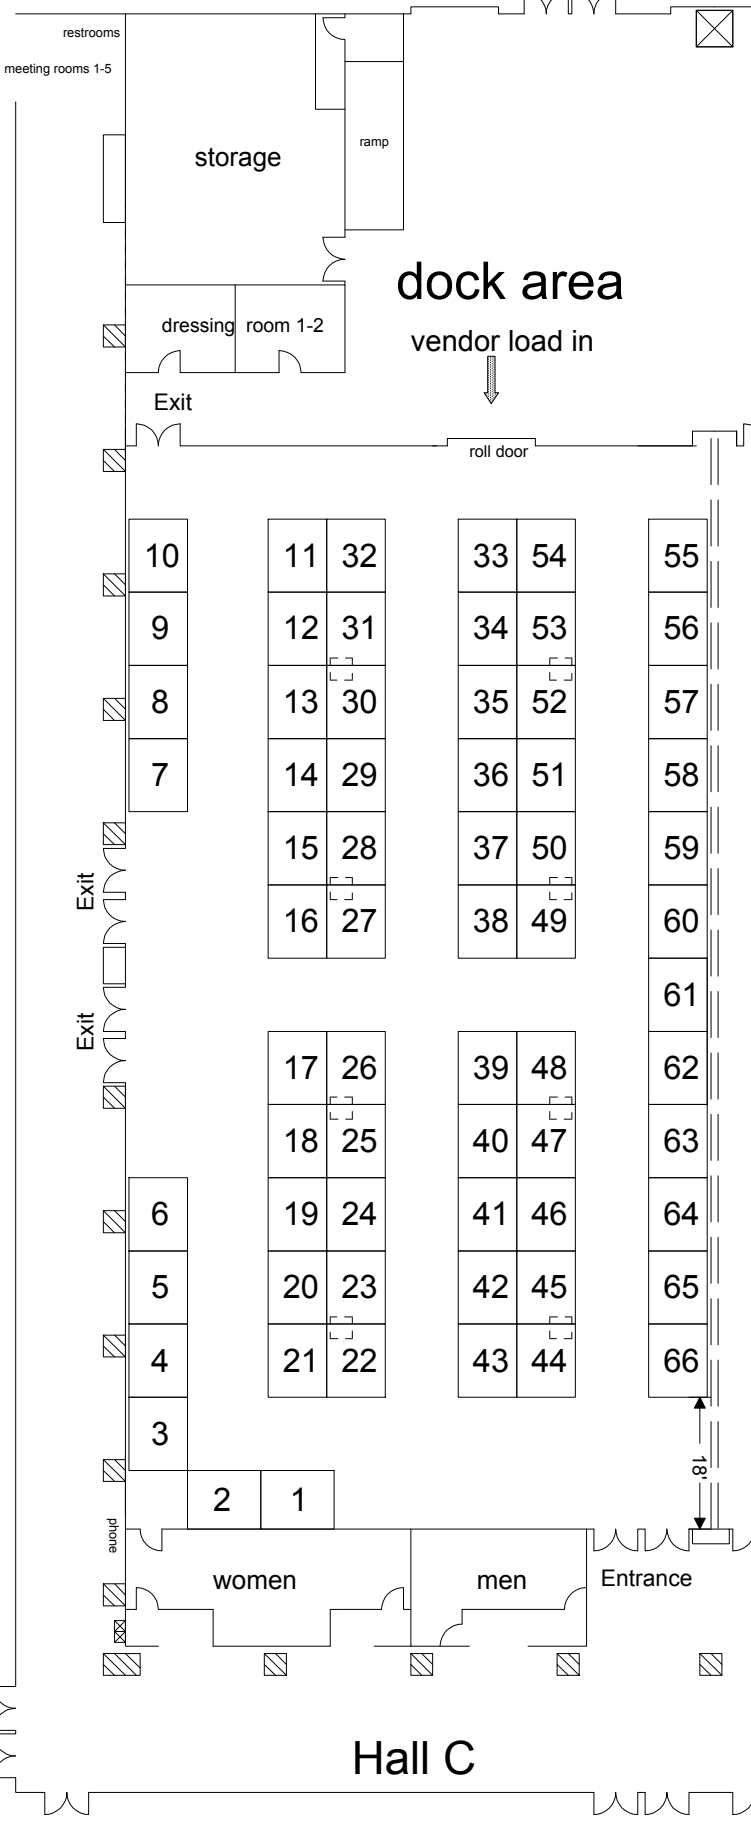 restrooms
meeting rooms 1-5
storage
ramp
dock area
dressing room 1-2
vendor load in
Exit
roll door
10 11 32 33 54 55
9 12 31 34 53 56
8 13 30 35 52 57
7 14 29 36 51 58
15 28 37 50 59
Exit
16 27 38 49 60
61
Exit
17 26 39 48 62
18 25 40 47 63
6 19 24 41 46 64
5 20 23 42 45 65
4 21 22 43 44 66
3
18'
2 1
phone
women
men
Entrance
Hall C